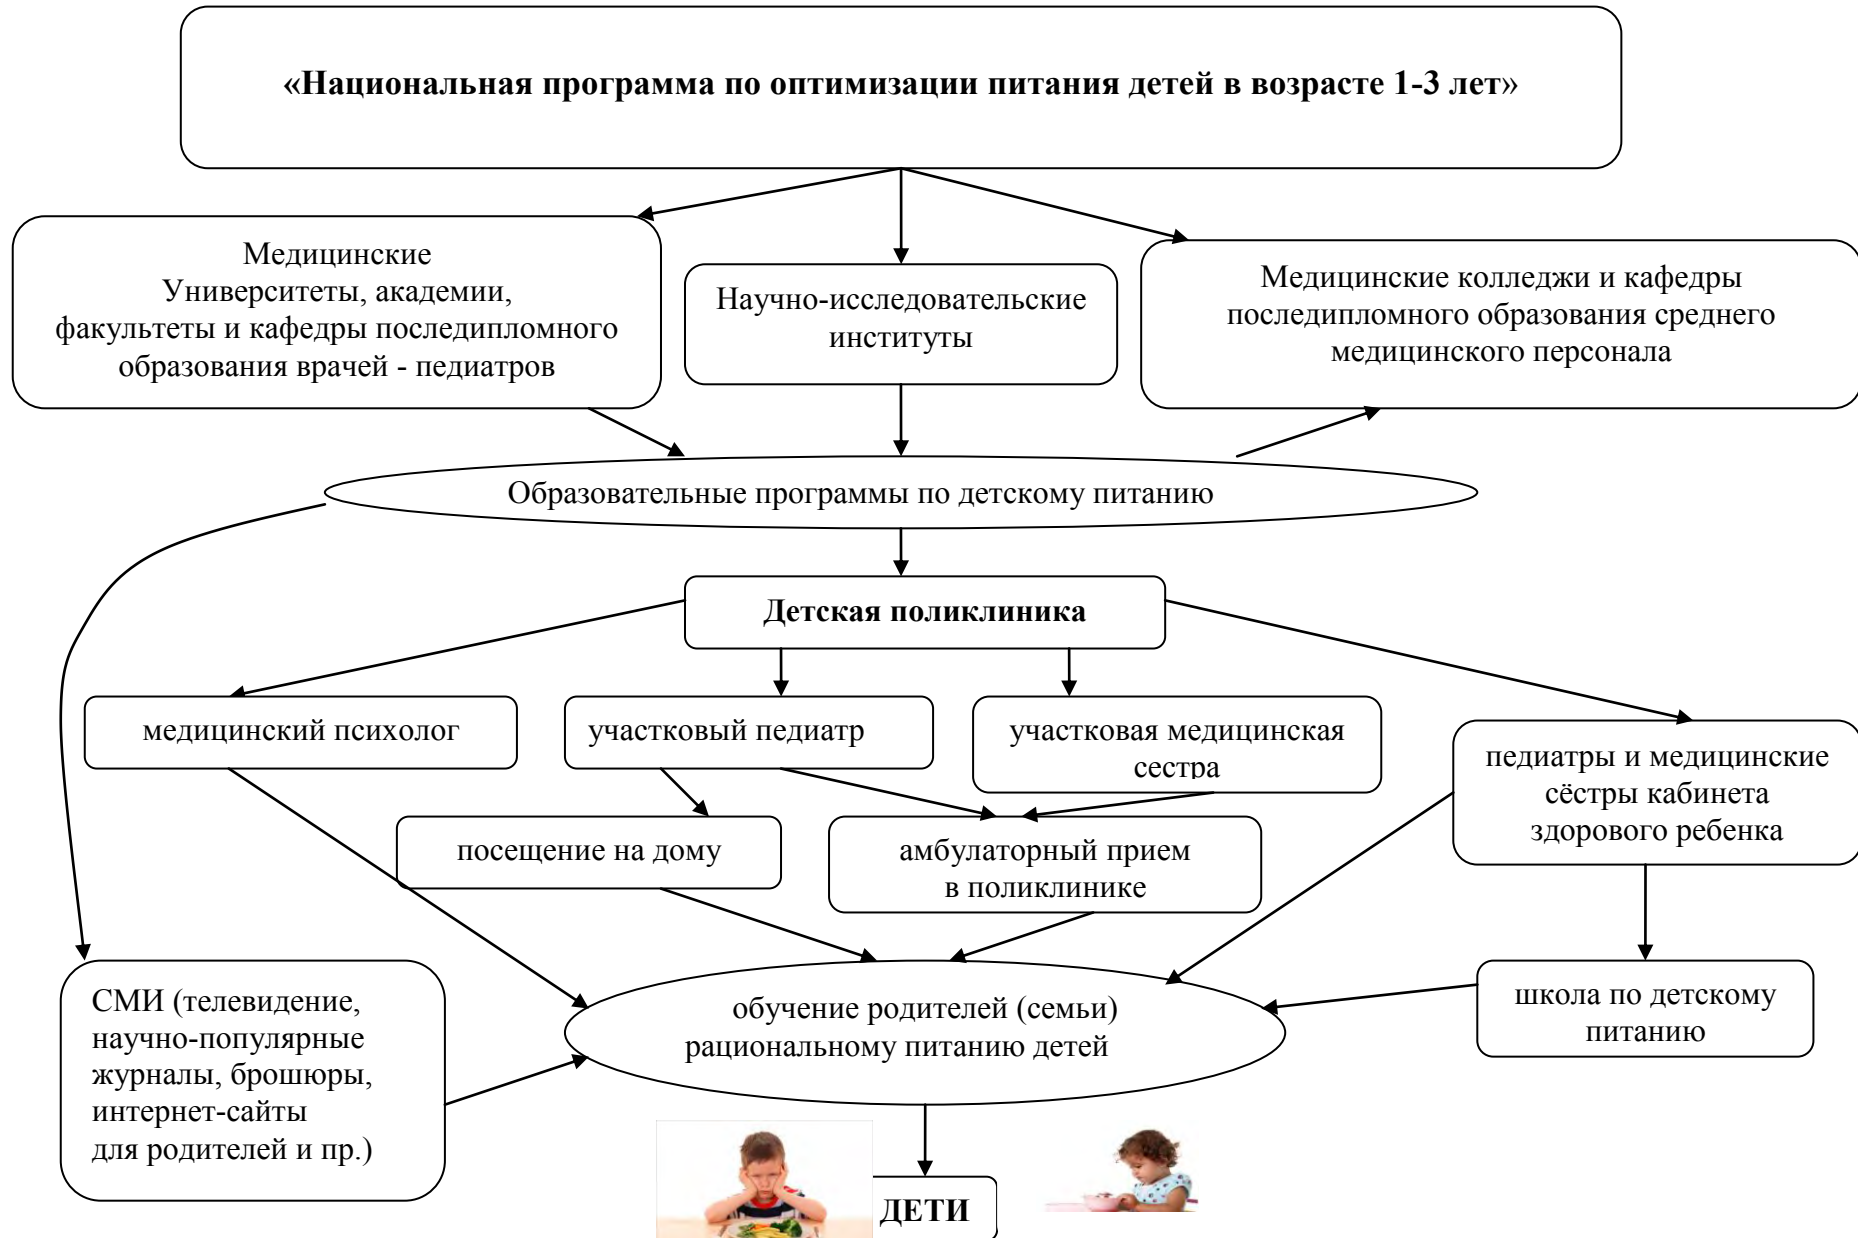 «Национальная программа по оптимизации питания детей в возрасте 1-3 лет»
Медицинские
Университеты, академии,
факультеты и кафедры последипломного
образования врачей - педиатров
Научно-исследовательские
институты
Медицинские колледжи и кафедры
последипломного образования среднего
медицинского персонала
Образовательные программы по детскому питанию
Детская поликлиника
медицинский психолог
участковый педиатр
участковая медицинская
сестра
педиатры и медицинские
сёстры кабинета
здорового ребенка
посещение на дому
амбулаторный прием
в поликлинике
СМИ (телевидение,
научно-популярные
журналы, брошюры,
интернет-сайты
для родителей и пр.)
обучение родителей (семьи)
рациональному питанию детей
школа по детскому
питанию
ДЕТИ